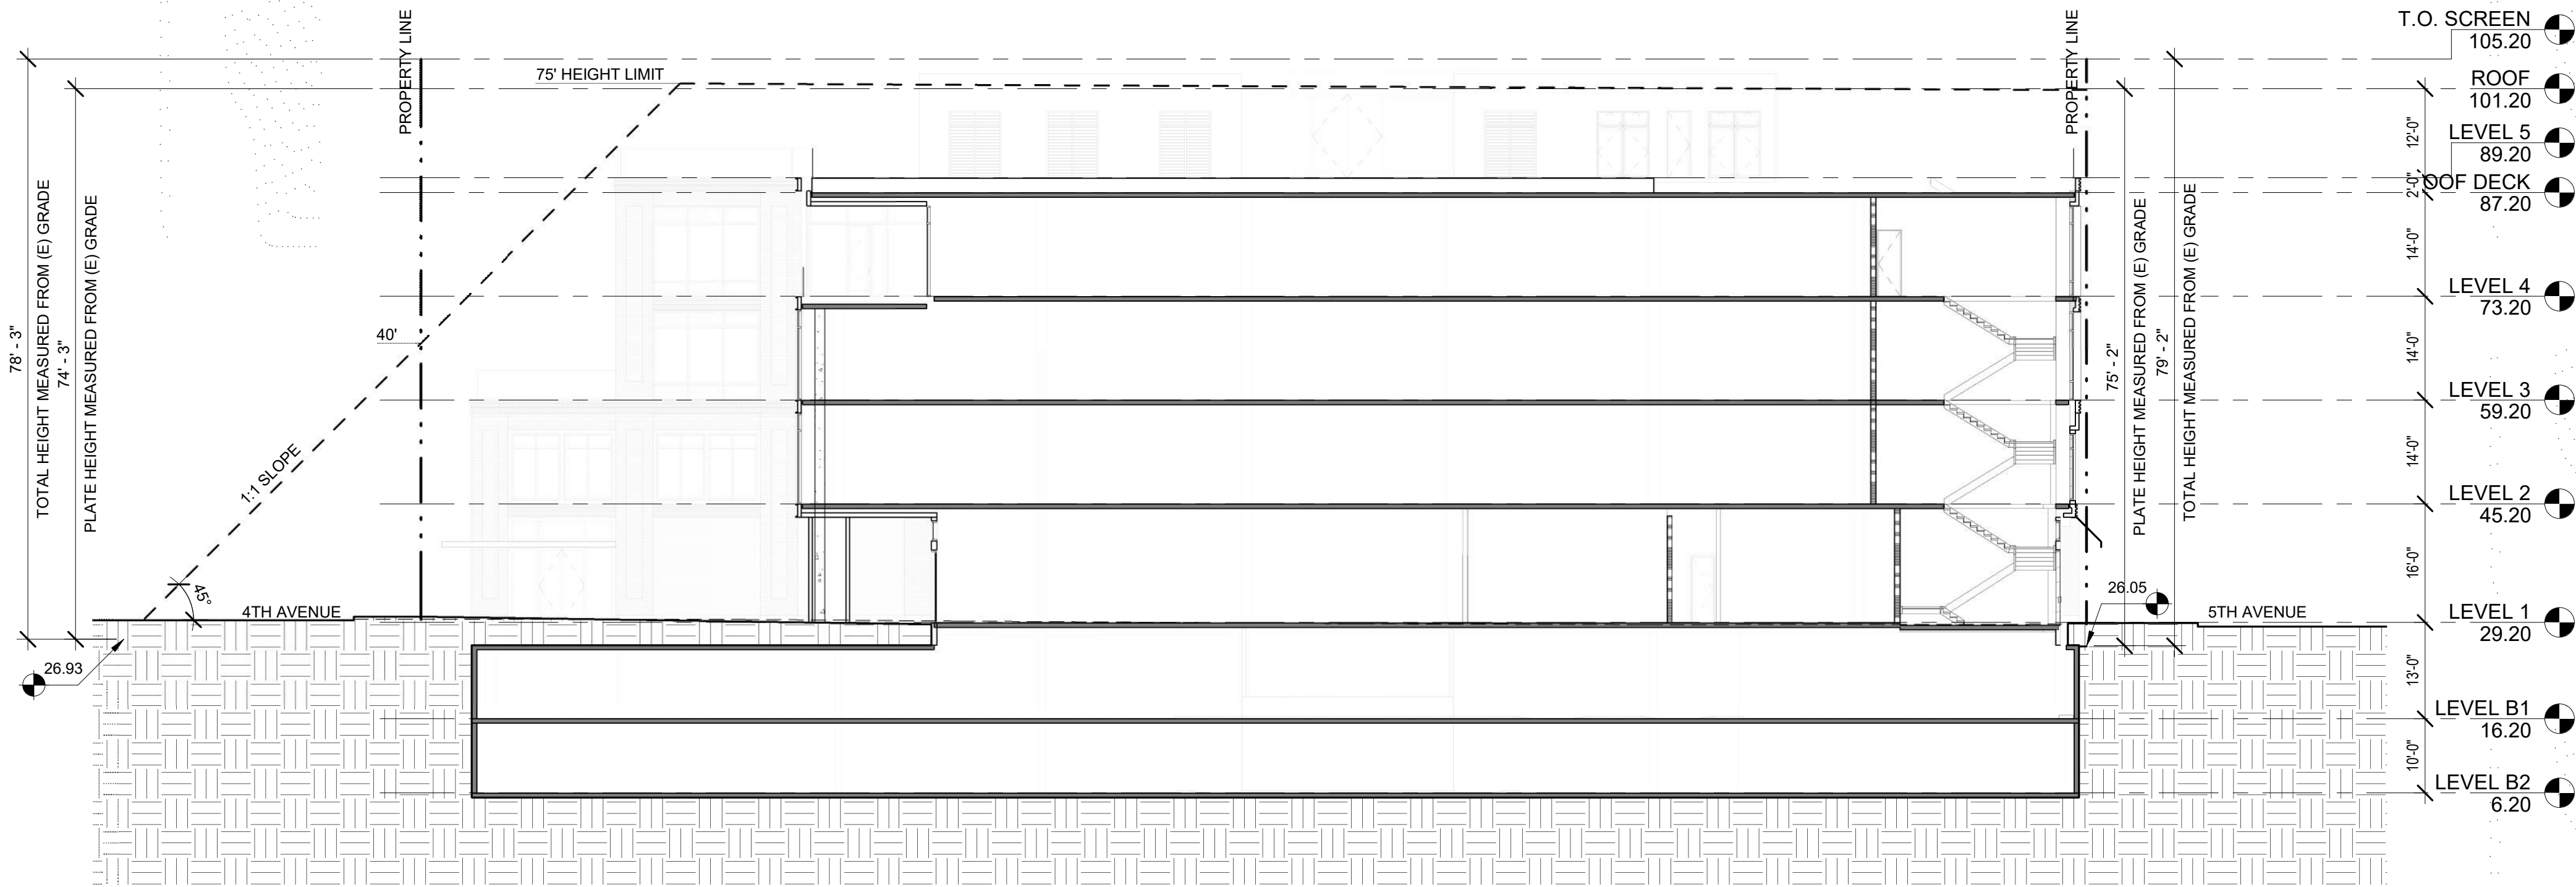 T.O. SCREEN
105.20
ROOF
101.20
LEVEL 5
89.20
OOF DECK
87.20
LEVEL 4
73.20
LEVEL 3
59.20
LEVEL 2
45.20
LEVEL 1
29.20
LEVEL B1
16.20
LEVEL B2
6.20
12'-0"
2'-0"
14'-0"
14'-0"
14'-0"
16'-0"
13'-0"
10'-0"
PROPERTY LINE
PROPERTY LINE
75' HEIGHT LIMIT
78' - 3"
TOTAL HEIGHT MEASURED FROM (E) GRADE
74' - 3"
PLATE HEIGHT MEASURED FROM (E) GRADE
40'
1:1 SLOPE
45°
4TH AVENUE
26.93
75' - 2"
PLATE HEIGHT MEASURED FROM (E) GRADE
79' - 2"
TOTAL HEIGHT MEASURED FROM (E) GRADE
26.05
5TH AVENUE